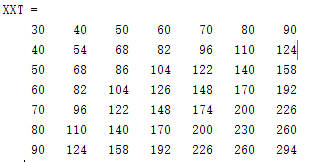 XXT =
30 40 50 60 70 80 90
40 54 68 82 96 110 124
50 68 86 104 122 140 158
60 82 104 126 148 170 192
70 96 122 148 174 200 226
80 110 140 170 200 230 260
90 124 158 192 226 260 294